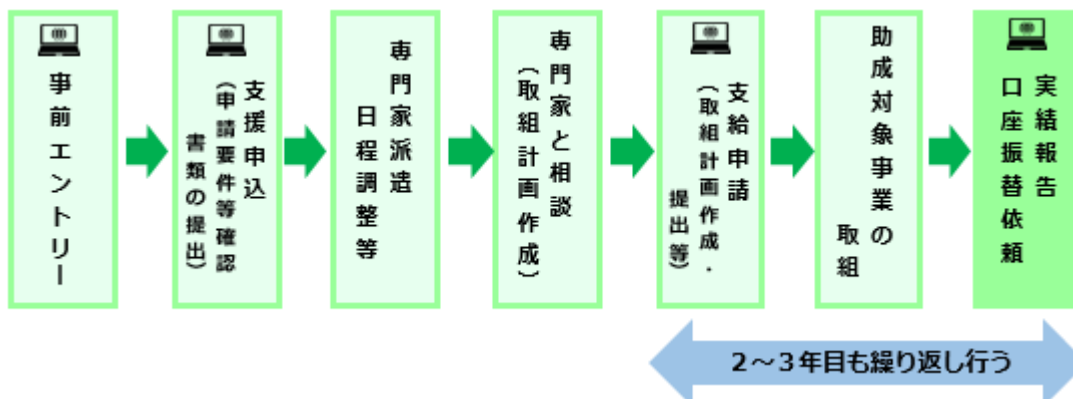 事前エントリー
支援申込
(申請要件等確認
書類の提出)
専門家派遣
日程調整等
専門家と相談
(取組計画作成)
支給申請
(取組計画作成・
提出等)
助成対象事業の
取組
実績報告
口座振替依頼
2～3年目も繰り返し行う